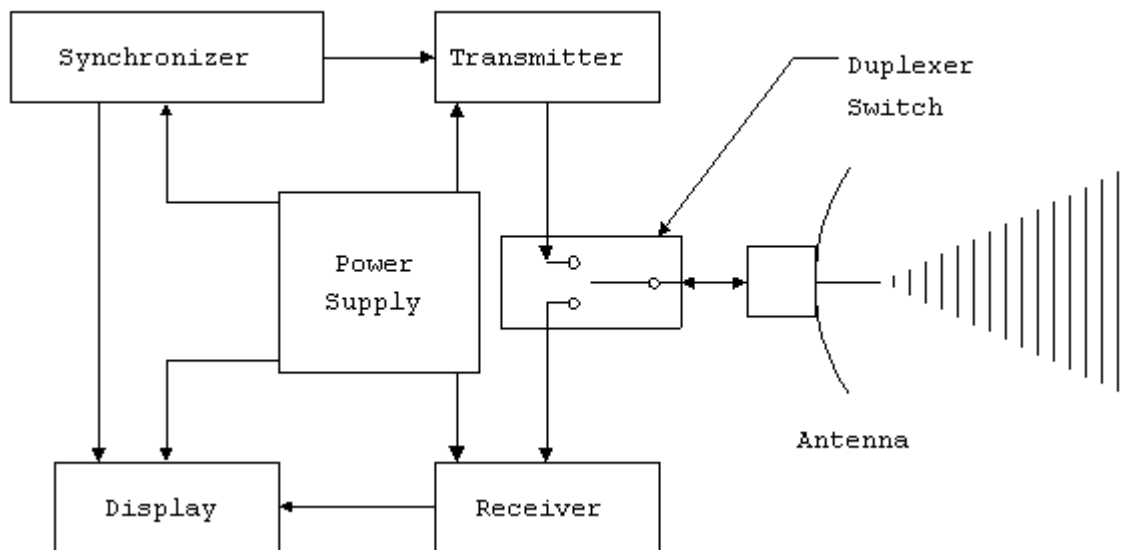 Synchronizer
Transmitter
Duplexer
Switch
Power
Supply
Antenna
Display
Receiver